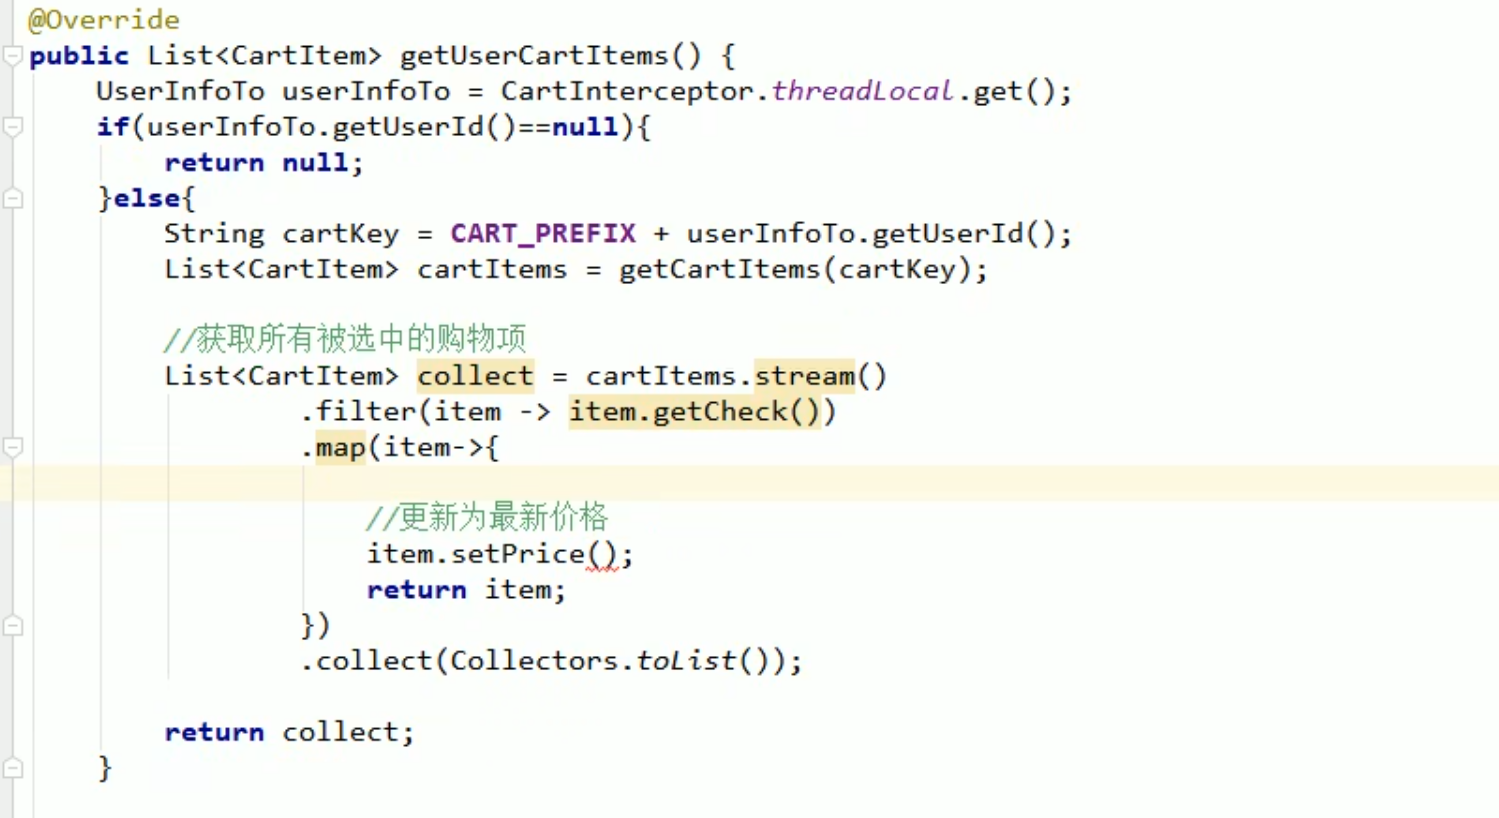 @Override
public List<CartItem> getUserCartItems() {
    UserInfoTo userInfoTo = CartInterceptor.threadLocal.get();
    if(userInfoTo.getUserId()==null){
        return null;
    }else{
        String cartKey = CART_PREFIX + userInfoTo.getUserId();
        List<CartItem> cartItems = getCartItems(cartKey);
        //获取所有被选中的购物项
        List<CartItem> collect = cartItems.stream()
                .filter(item -> item.getCheck())
                .map(item->{
                    //更新为最新价格
                    item.setPrice();
                    return item;
                })
                .collect(Collectors.toList());
        return collect;
    }